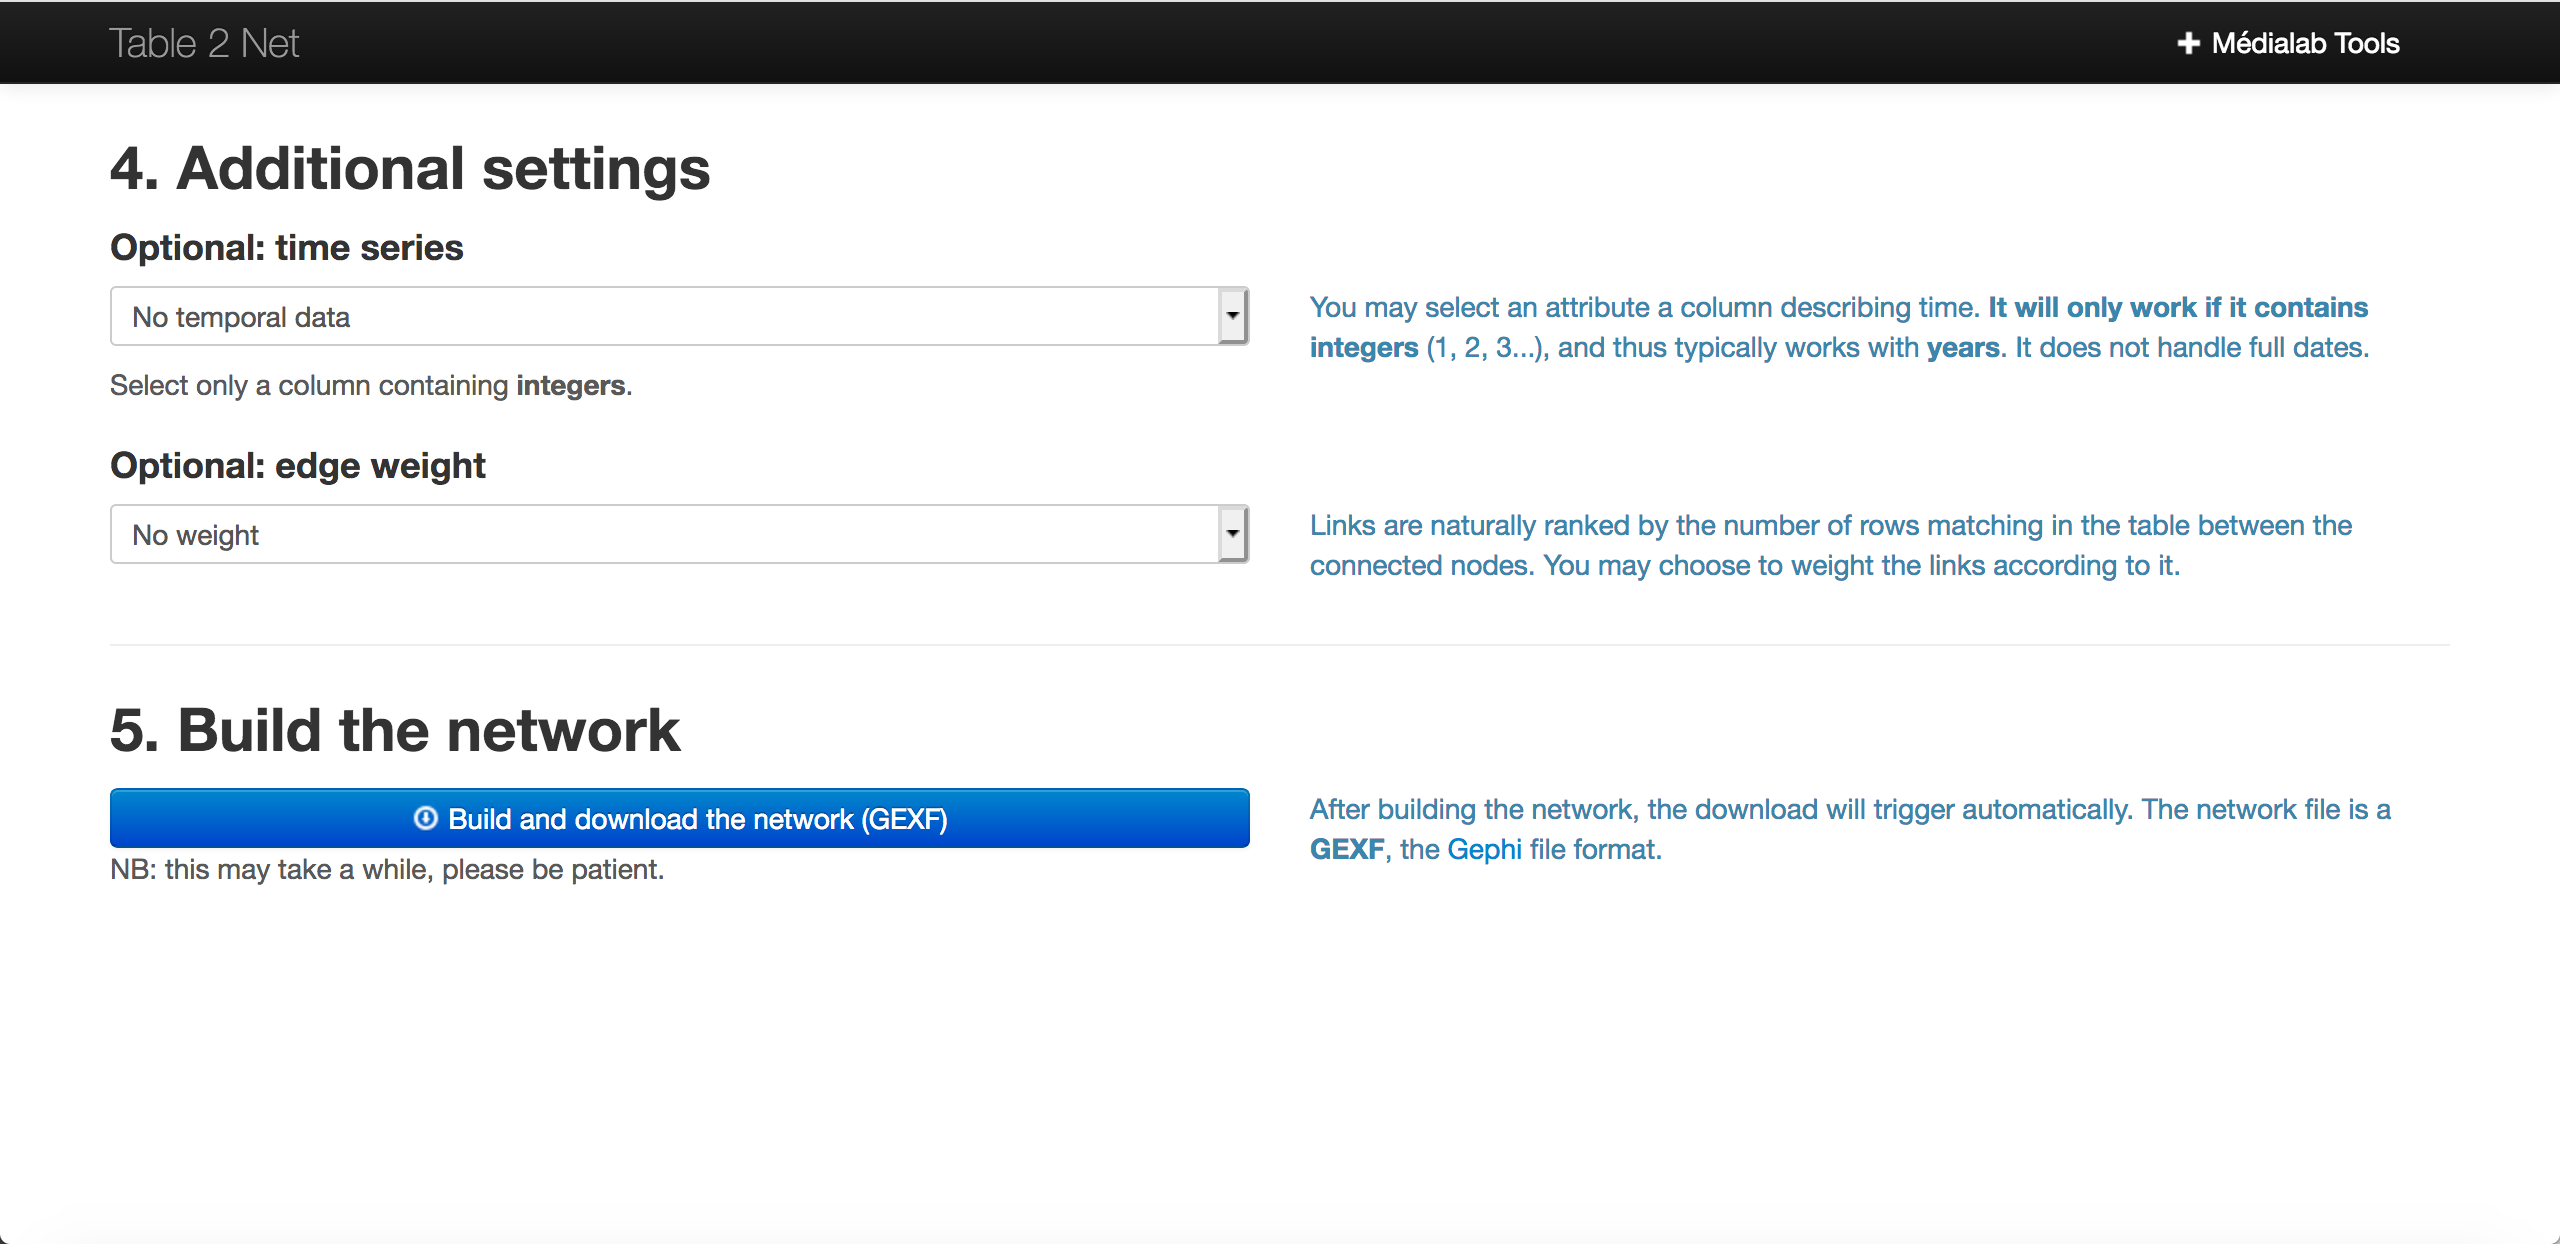 Table 2 Net
Médialab Tools
4. Additional settings
Optional: time series
No temporal data
Select only a column containing integers.
You may select an attribute a column describing time. It will only work if it contains
integers (1, 2, 3...), and thus typically works with years. It does not handle full dates.
Optional: edge weight
No weight
Links are naturally ranked by the number of rows matching in the table between the
connected nodes. You may choose to weight the links according to it.
5. Build the network
Build and download the network (GEXF)
NB: this may take a while, please be patient.
After building the network, the download will trigger automatically. The network file is a
GEXF, the Gephi file format.